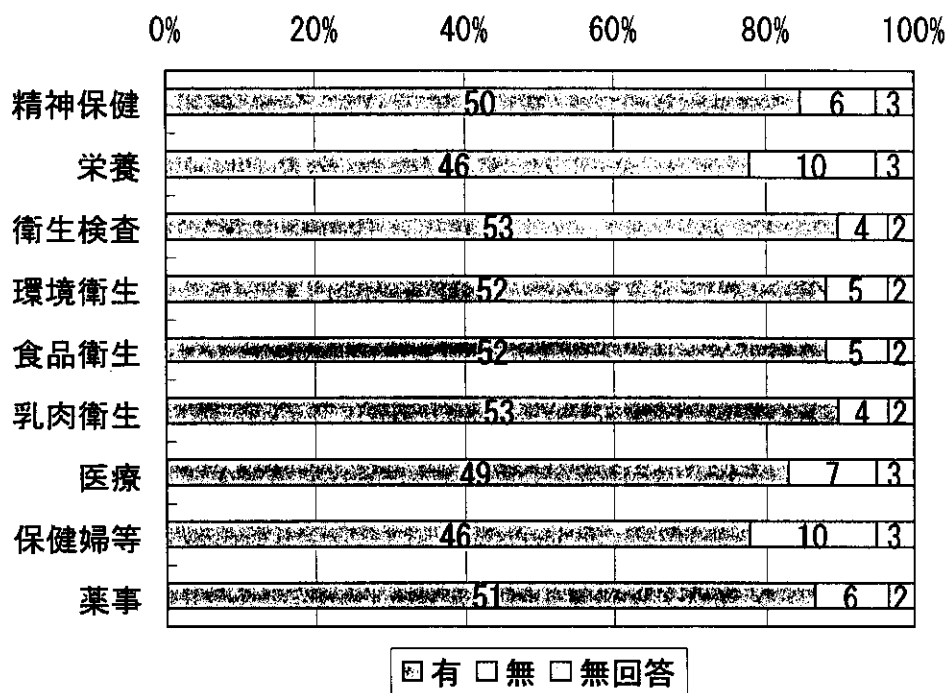 0% 20% 40% 60% 80% 100%
精神保健 50 6 3
栄養 46 10 3
衛生検査 53 4 2
環境衛生 52 5 2
食品衛生 52 5 2
乳肉衛生 53 4 2
医療 49 7 3
保健婦等 46 10 3
薬事 51 6 2
有 無 無回答